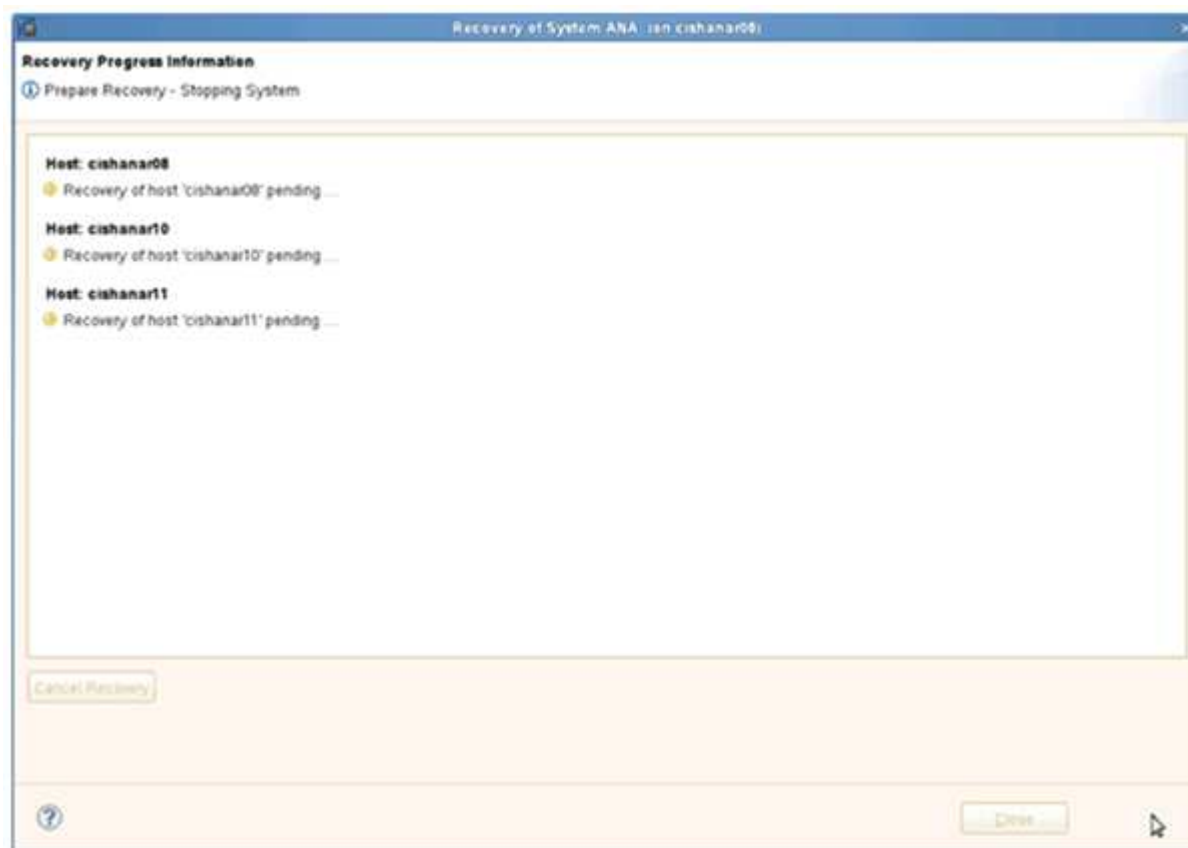 Recovery of System ANA (on cishanar08)
Recovery Progress Information
Prepare Recovery - Stopping System
Host: cishanar08
Recovery of host 'cishanar08' pending ...
Host: cishanar10
Recovery of host 'cishanar10' pending ...
Host: cishanar11
Recovery of host 'cishanar11' pending ...
Cancel Recovery
Close